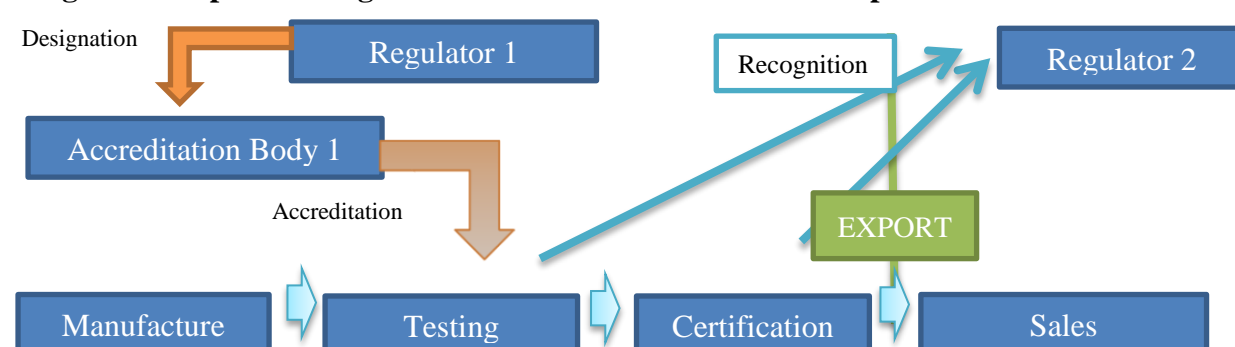 Designation
Regulator 1
Recognition
Regulator 2
Accreditation Body 1
Accreditation
EXPORT
Manufacture
Testing
Certification
Sales